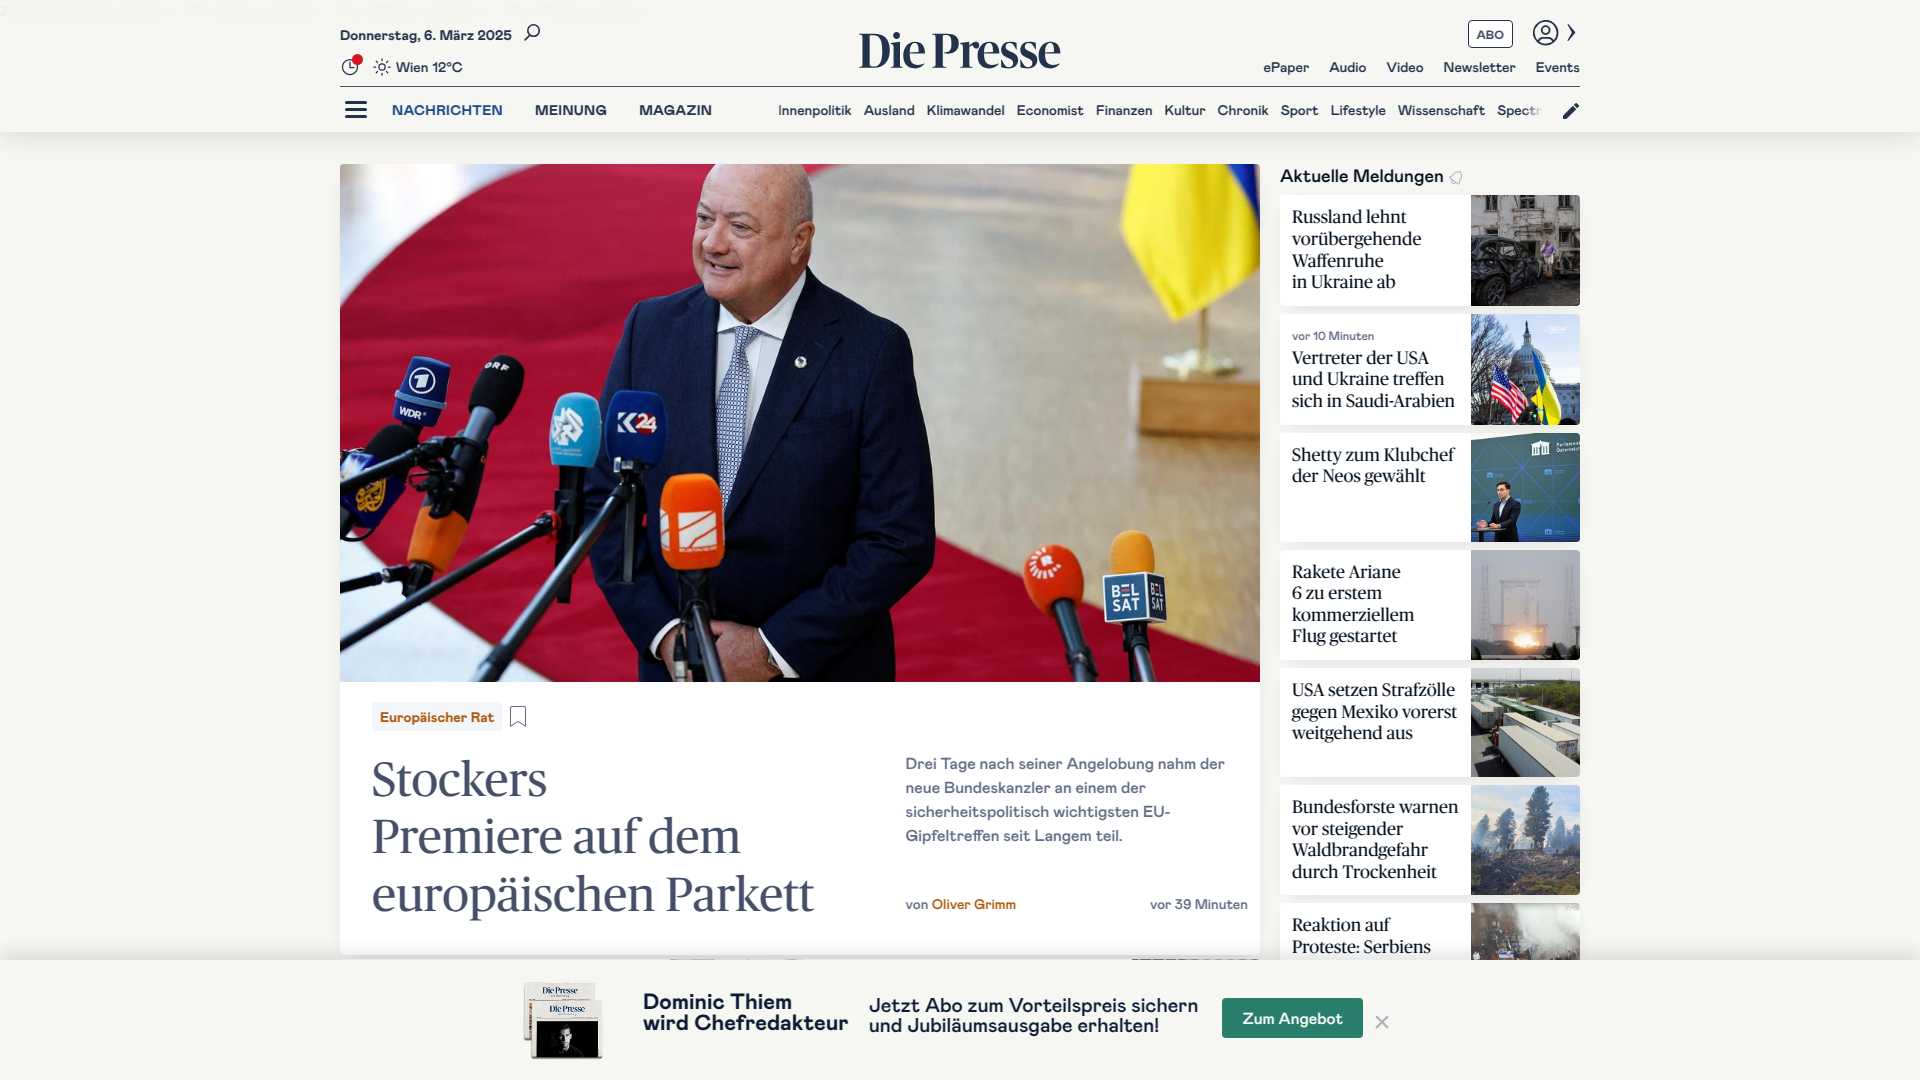 Donnerstag, 6. März 2025
Wien 12°C
Die Presse
ABO
ePaper Audio Video Newsletter Events
NACHRICHTEN MEINUNG MAGAZIN
Innenpolitik Ausland Klimawandel Economist Finanzen Kultur Chronik Sport Lifestyle Wissenschaft
WDR
ORF
K24
BEL
SAT
BEL
SAT
Europäischer Rat
Stockers
Premiere auf dem
europäischen Parkett
Drei Tage nach seiner Angelobung nahm der
neue Bundeskanzler an einem der
sicherheitspolitisch wichtigsten EU-
Gipfeltreffen seit Langem teil.
von Oliver Grimm
vor 39 Minuten
Aktuelle Meldungen
Russland lehnt
vorübergehende
Waffenruhe
in Ukraine ab
vor 10 Minuten
Vertreter der USA
und Ukraine treffen
sich in Saudi-Arabien
Shetty zum Klubchef
der Neos gewählt
Rakete Ariane
6 zu erstem
kommerziellem
Flug gestartet
USA setzen Strafzölle
gegen Mexiko vorerst
weitgehend aus
Bundesforste warnen
vor steigender
Waldbrandgefahr
durch Trockenheit
Reaktion auf
Proteste: Serbiens
Die Presse
Die Presse
Dominic Thiem
wird Chefredakteur
Jetzt Abo zum Vorteilspreis sichern
und Jubiläumsausgabe erhalten!
Zum Angebot